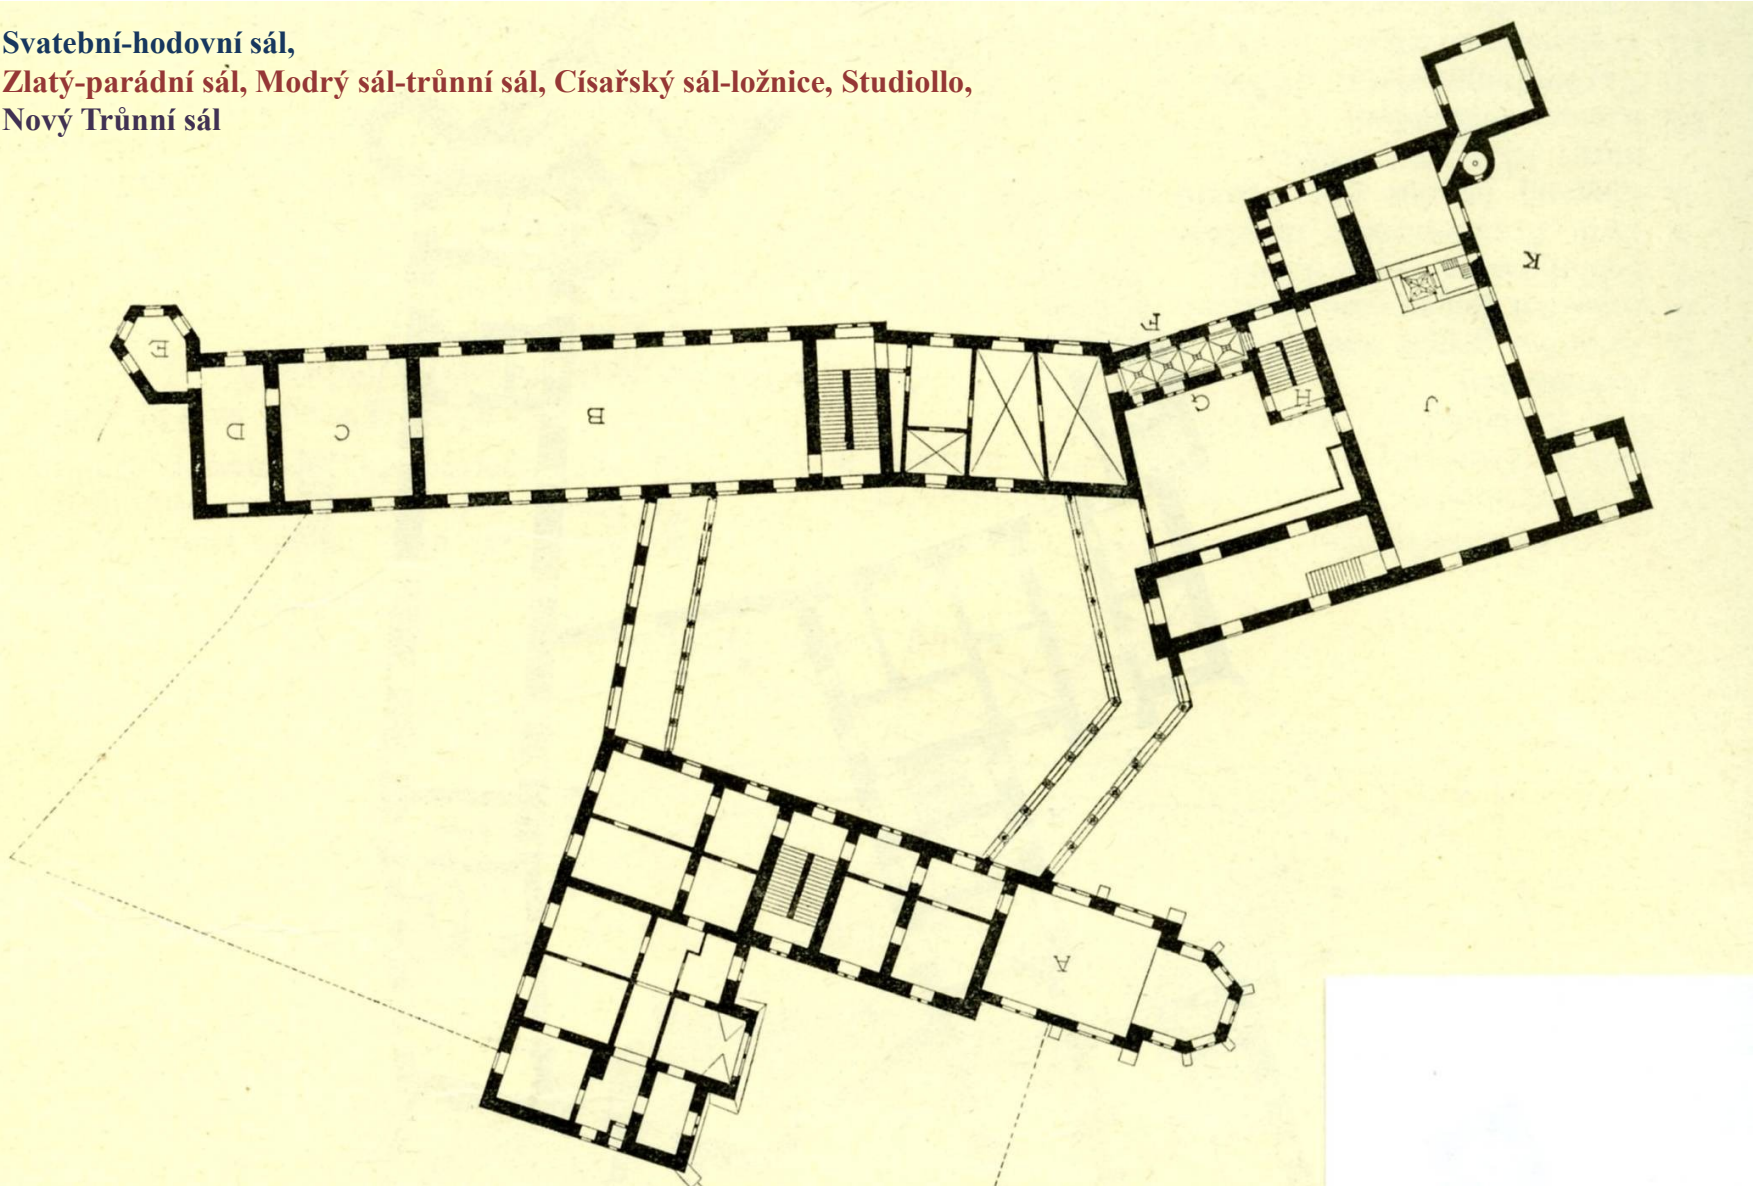 Svatební-hodovní sál,
Zlatý-parádní sál, Modrý sál-trůnní sál, Císařský sál-ložnice, Studiollo,
Nový Trůnní sál
K
F
E
G
H
J
D
C
B
A